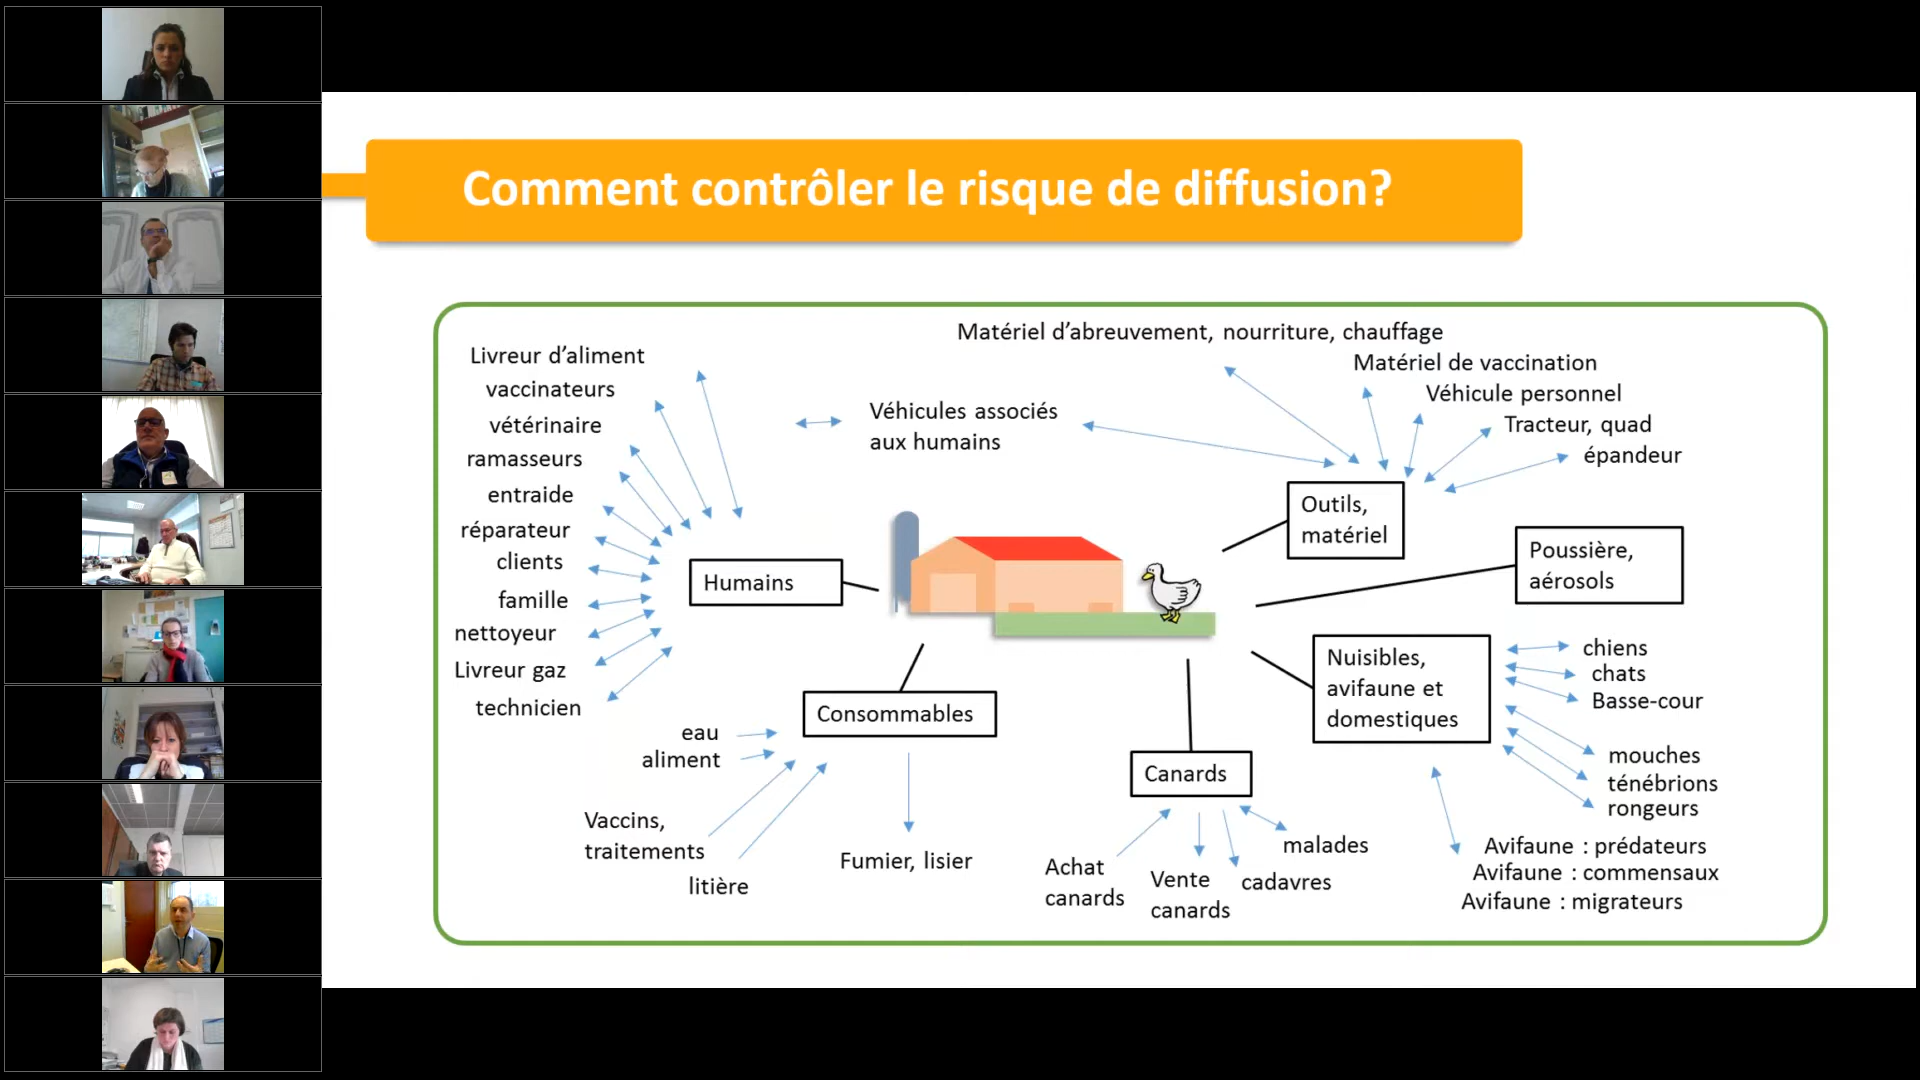 Comment contrôler le risque de diffusion?
Livreur d’aliment
vaccinateurs
vétérinaire
ramasseurs
entraide
réparateur
clients
famille
nettoyeur
Livreur gaz
technicien
Humains
Véhicules associés
aux humains
Matériel d’abreuvement, nourriture, chauffage
Matériel de vaccination
Véhicule personnel
Tracteur, quad
épandeur
Outils,
matériel
Poussière,
aérosols
Nuisibles,
avifaune et
domestiques
chiens
chats
Basse-cour
mouches
ténébrions
rongeurs
Avifaune : prédateurs
Avifaune : commensaux
Avifaune : migrateurs
Consommables
eau
aliment
Vaccins,
traitements
litière
Fumier, lisier
Canards
Achat
canards
Vente
canards
cadavres
malades